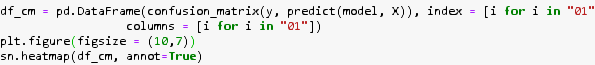 df_cm = pd.DataFrame(confusion_matrix(y, predict(model, X)), index = [i for i in "01"
columns = [i for i in "01"])
plt.figure(figsize = (10,7))
sn.heatmap(df_cm, annot=True)